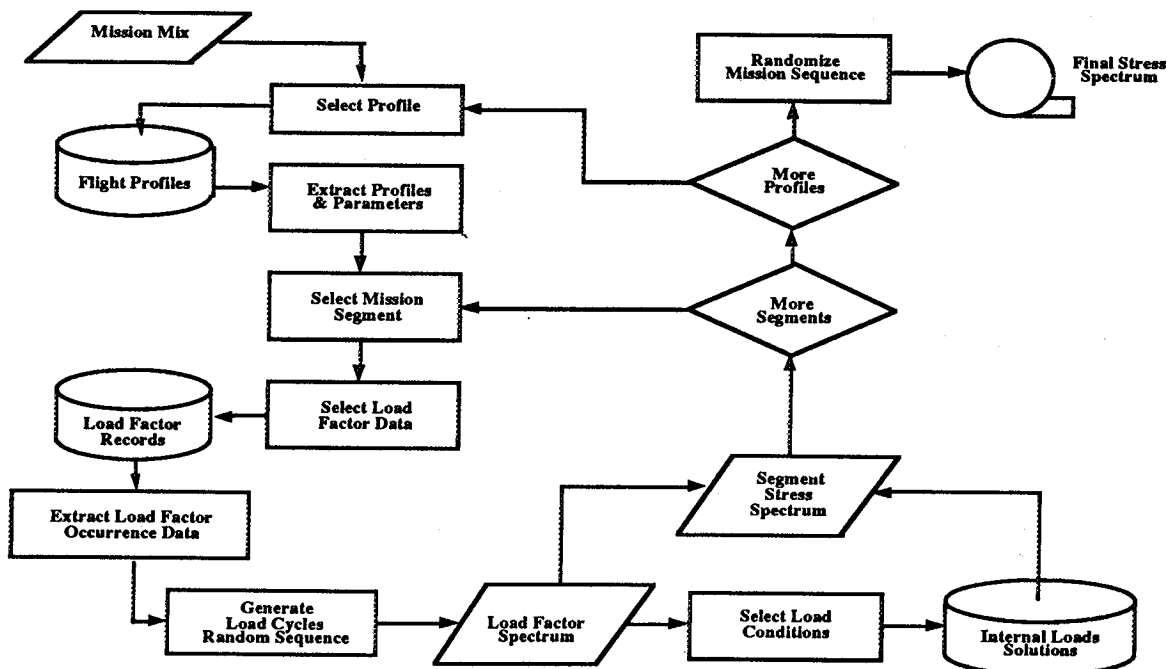 Mission Mix
Select Profile
Flight Profiles
Extract Profiles
& Parameters
Select Mission
Segment
Select Load
Factor Data
Load Factor
Records
Extract Load Factor
Occurrence Data
Generate
Load Cycles
Random Sequence
Load Factor
Spectrum
Select Load
Conditions
Internal Loads
Solutions
Segment
Stress
Spectrum
More
Segments
More
Profiles
Randomize
Mission Sequence
Final Stress
Spectrum